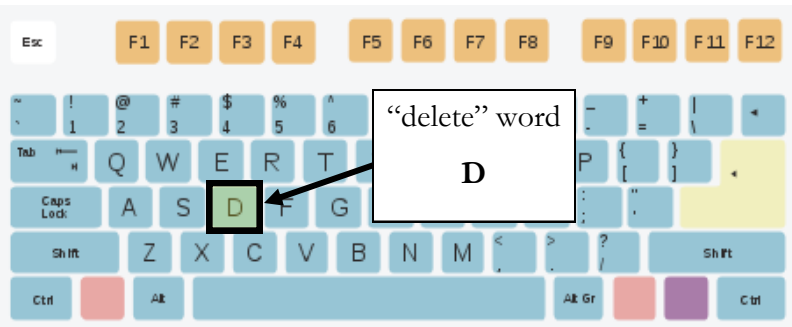 Esc F1 F2 F3 F4 F5 F6 F7 F8 F9 F10 F11 F12
~ ! @ # $ % ^ _ + |
` 1 2 3 4 5 6 - = \
“delete” word
D
Tab Q W E R T P { }
[ ]
Caps Lock A S D F G : "
; '
Shift Z X C V B N M < > ? Shift
, . /
Ctrl Alt Alt Gr Ctrl